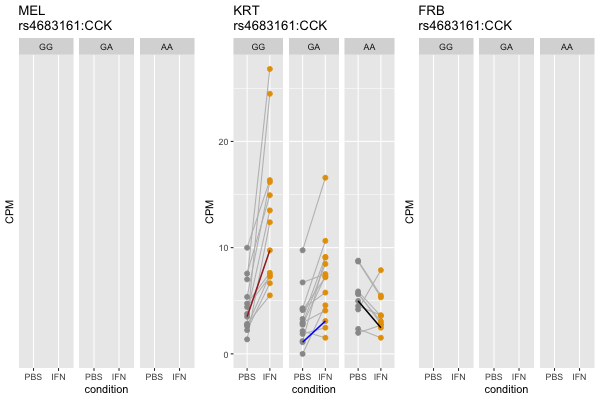 MEL
rs4683161:CCK
GG GA AA
CPM
PBS IFN PBS IFN PBS IFN
condition
KRT
rs4683161:CCK
GG GA AA
CPM
20
10
0
PBS IFN PBS IFN PBS IFN
condition
FRB
rs4683161:CCK
GG GA AA
CPM
PBS IFN PBS IFN PBS IFN
condition